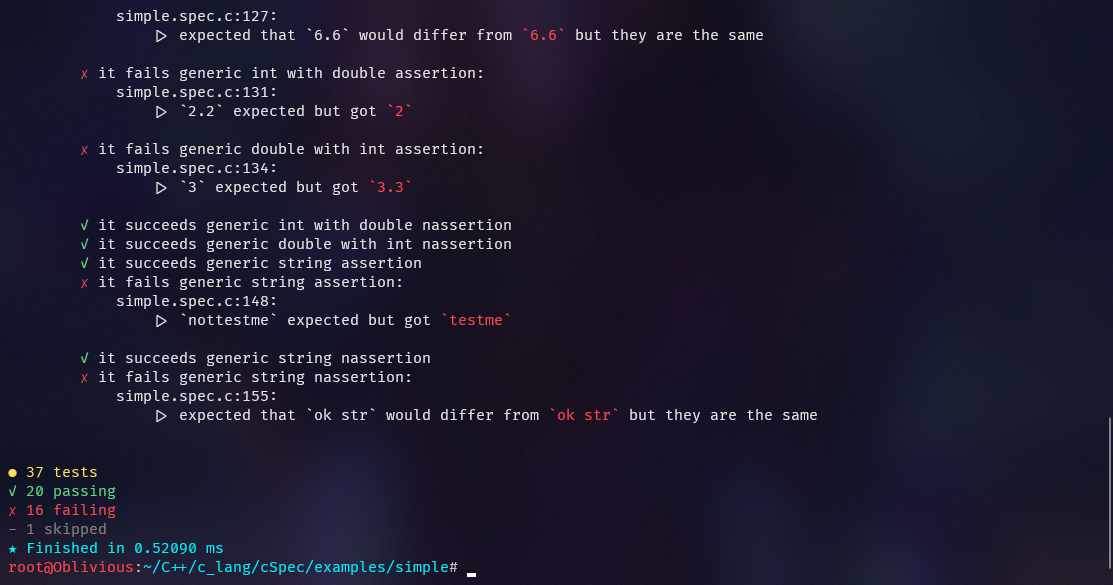 simple.spec.c:127:
▷ expected that `6.6` would differ from `6.6` but they are the same
✗ it fails generic int with double assertion:
simple.spec.c:131:
▷ `2.2` expected but got `2`
✗ it fails generic double with int assertion:
simple.spec.c:134:
▷ `3` expected but got `3.3`
√ it succeeds generic int with double nassertion
√ it succeeds generic double with int nassertion
√ it succeeds generic string assertion
✗ it fails generic string assertion:
simple.spec.c:148:
▷ `nottestme` expected but got `testme`
√ it succeeds generic string nassertion
✗ it fails generic string nassertion:
simple.spec.c:155:
▷ expected that `ok str` would differ from `ok str` but they are the same
● 37 tests
√ 20 passing
✗ 16 failing
− 1 skipped
★ Finished in 0.52090 ms
root@Oblivious:~/C++/c_lang/cSpec/examples/simple#